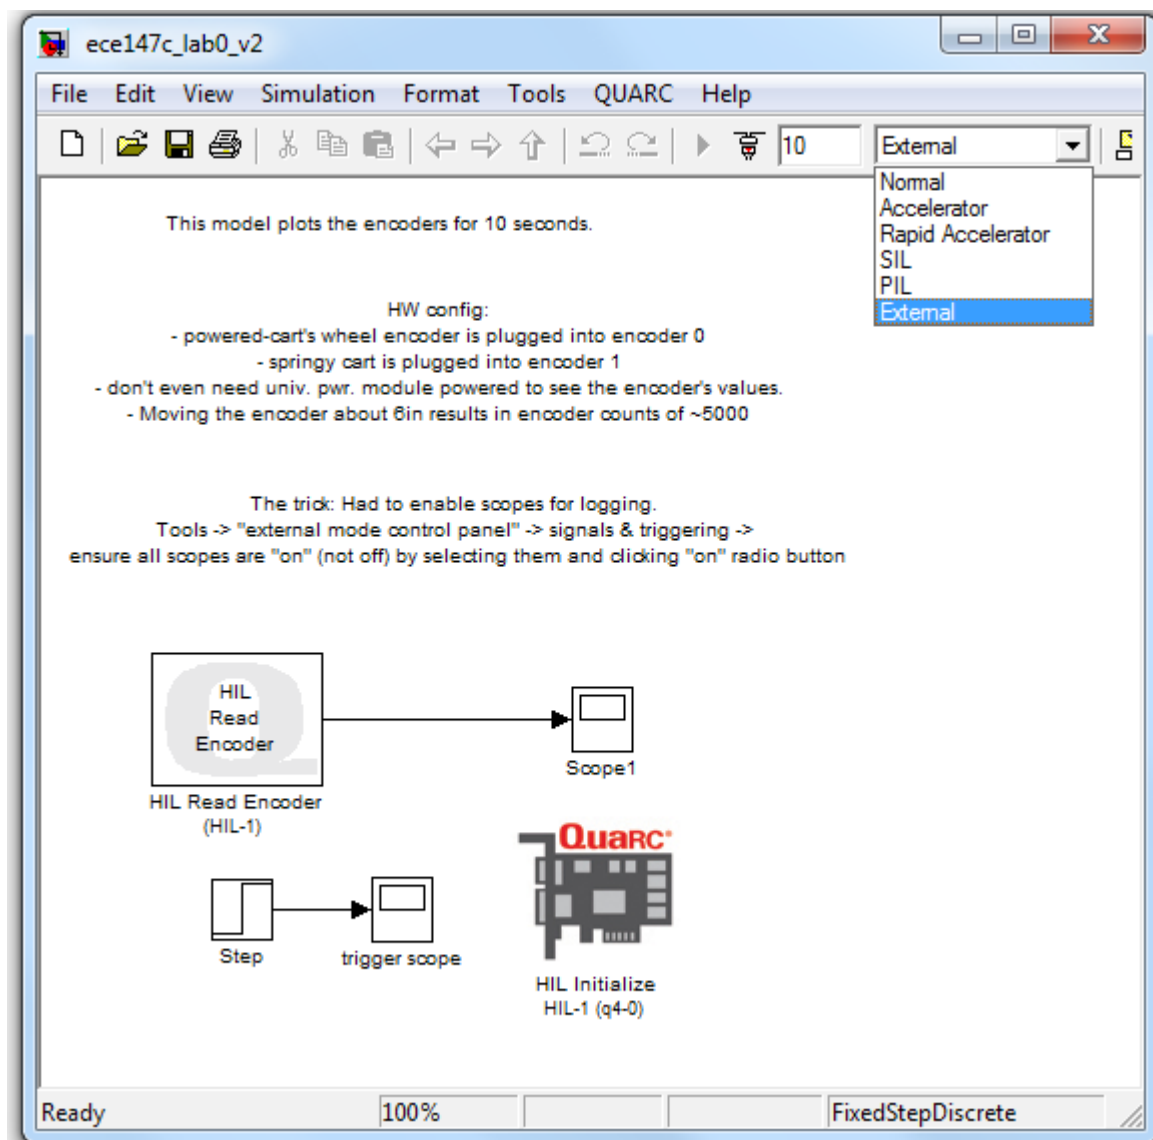 ece147c_lab0_v2
File Edit View Simulation Format Tools QUARC Help
10 External
Normal
Accelerator
Rapid Accelerator
SIL
PIL
External
This model plots the encoders for 10 seconds.
HW config:
- powered-cart's wheel encoder is plugged into encoder 0
- springy cart is plugged into encoder 1
- don't even need univ. pwr. module powered to see the encoder's values.
- Moving the encoder about 6in results in encoder counts of ~5000
The trick: Had to enable scopes for logging.
Tools -> "external mode control panel" -> signals & triggering ->
ensure all scopes are "on" (not off) by selecting them and clicking "on" radio button
HIL
Read
Encoder
HIL Read Encoder
(HIL-1)
Scope1
QUARC
Step
trigger scope
HIL Initialize
HIL-1 (q4-0)
Ready 100% FixedStepDiscrete